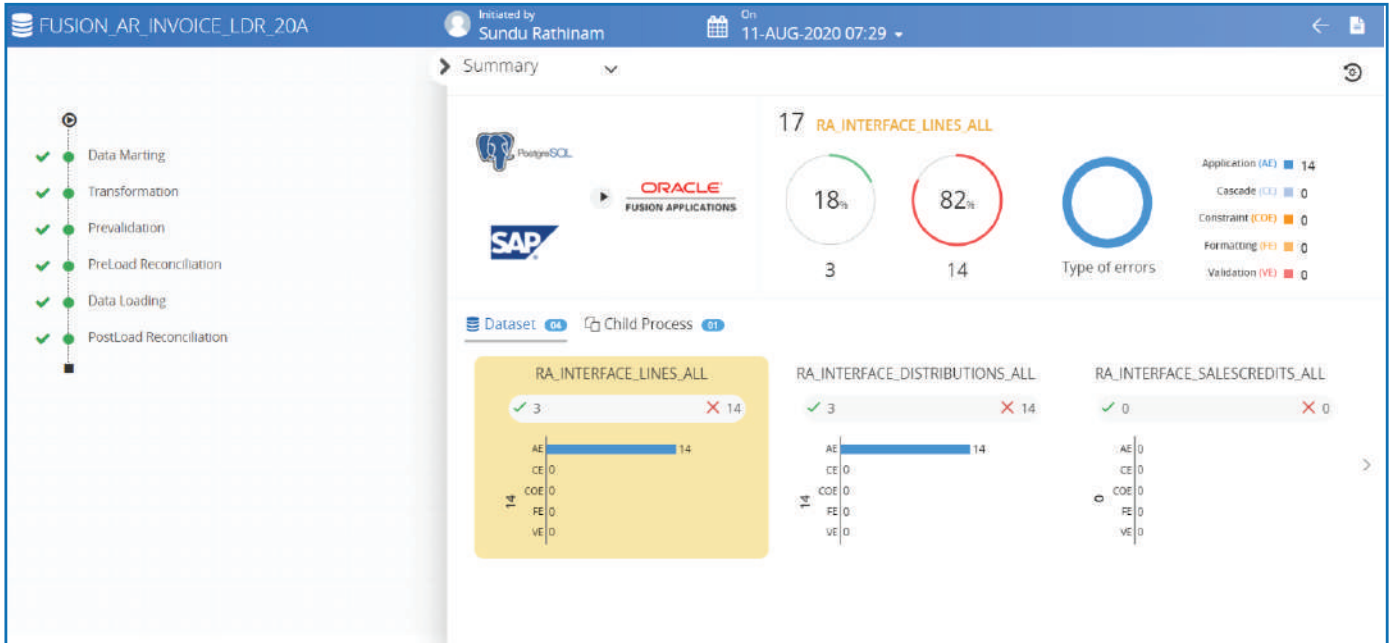 FUSION_AR_INVOICE_LDR_20A
Initiated by
Sundu Rathinam
On
11-AUG-2020 07:29
Summary
Data Marting
Transformation
Prevalidation
PreLoad Reconciliation
Data Loading
PostLoad Reconciliation
PostgreSQL
ORACLE
FUSION APPLICATIONS
SAP
17 RA_INTERFACE_LINES_ALL
18%
3
82%
14
Type of errors
Application (AE) 14
Cascade (CE) 0
Constraint (COE) 0
Formatting (FE) 0
Validation (VE) 0
Dataset 04
Child Process 01
RA_INTERFACE_LINES_ALL
3 14
AE 14
CE 0
COE 0
FE 0
VE 0
14
RA_INTERFACE_DISTRIBUTIONS_ALL
3 14
AE 14
CE 0
COE 0
FE 0
VE 0
14
RA_INTERFACE_SALESCREDITS_ALL
0 0
AE 0
CE 0
COE 0
FE 0
VE 0
0